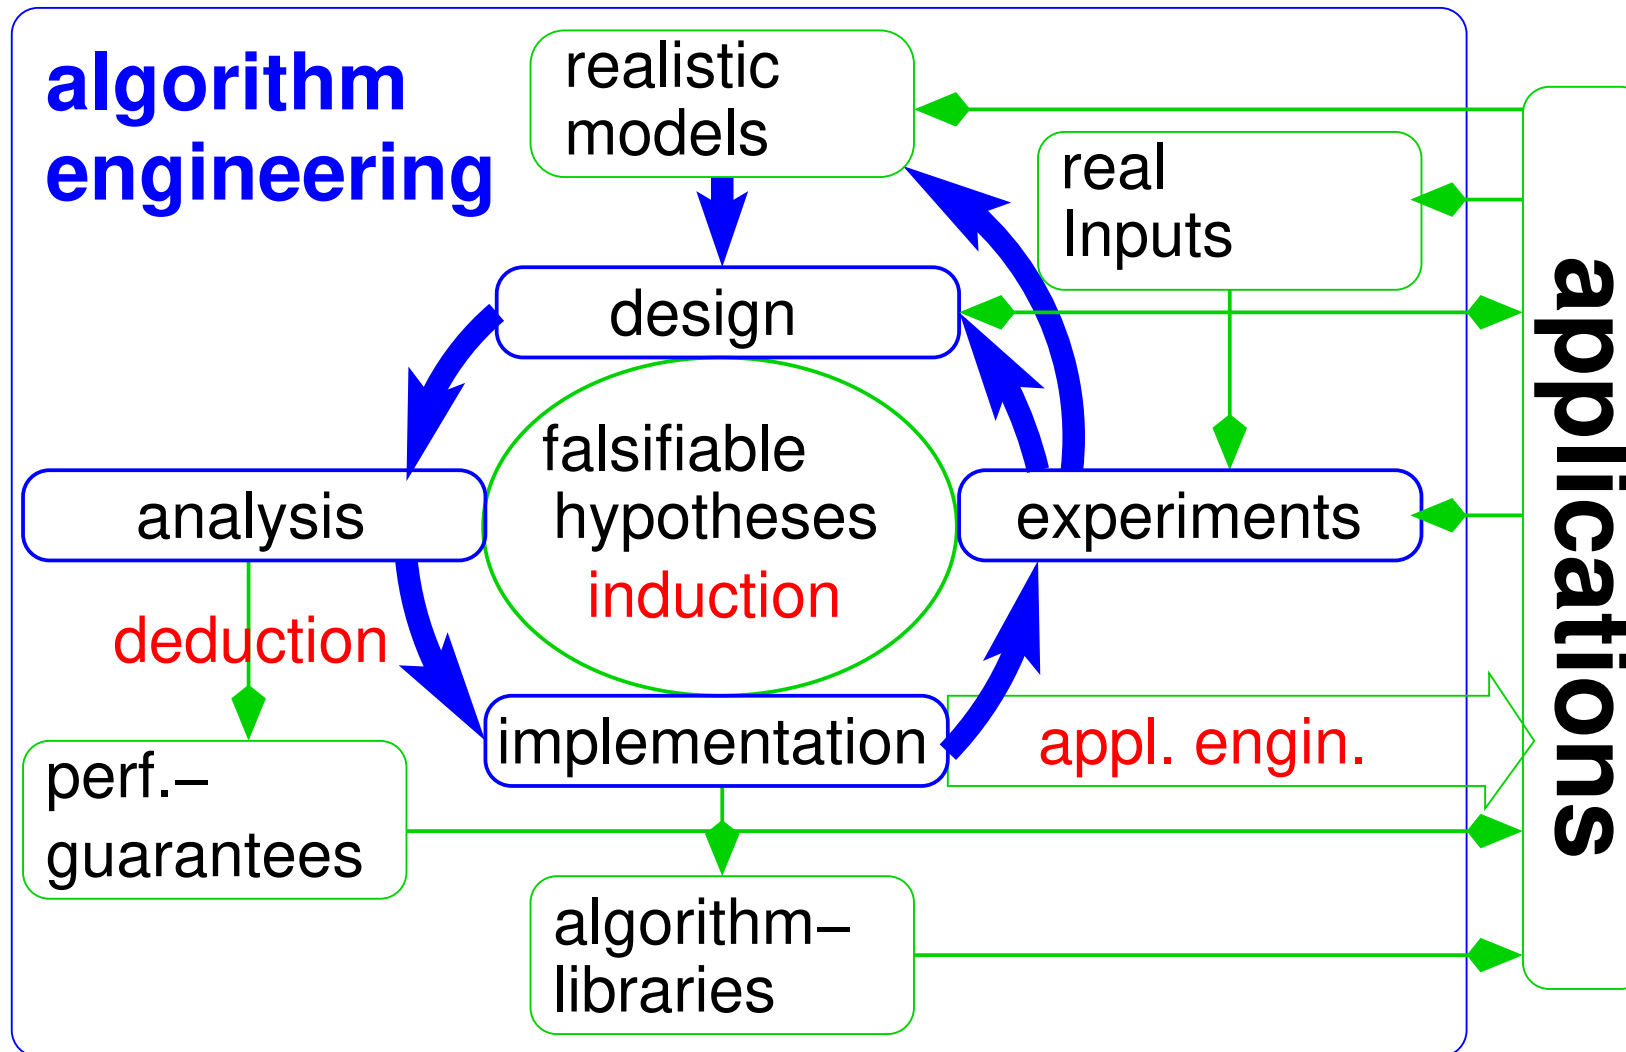 algorithm
engineering
realistic
models
real
Inputs
design
falsifiable
hypotheses
induction
analysis
experiments
deduction
implementation
appl. engin.
perf.–
guarantees
algorithm–
libraries
applications